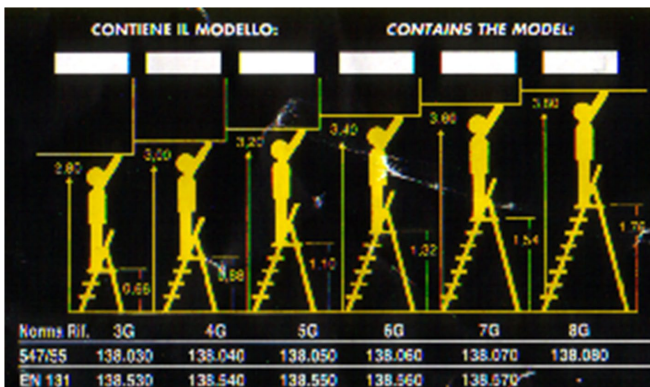 CONTIENE IL MODELLO: CONTAINS THE MODEL:
2,80 3,00 3,20 3,40 3,60
0,66 0,88 1,10 1,32 1,54 1,76
Norma Rif. 3G 4G 5G 6G 7G 8G
547/55 138.030 138.040 138.050 138.060 138.070 138.080
EN 131 138.530 138.540 138.550 138.560 138.570